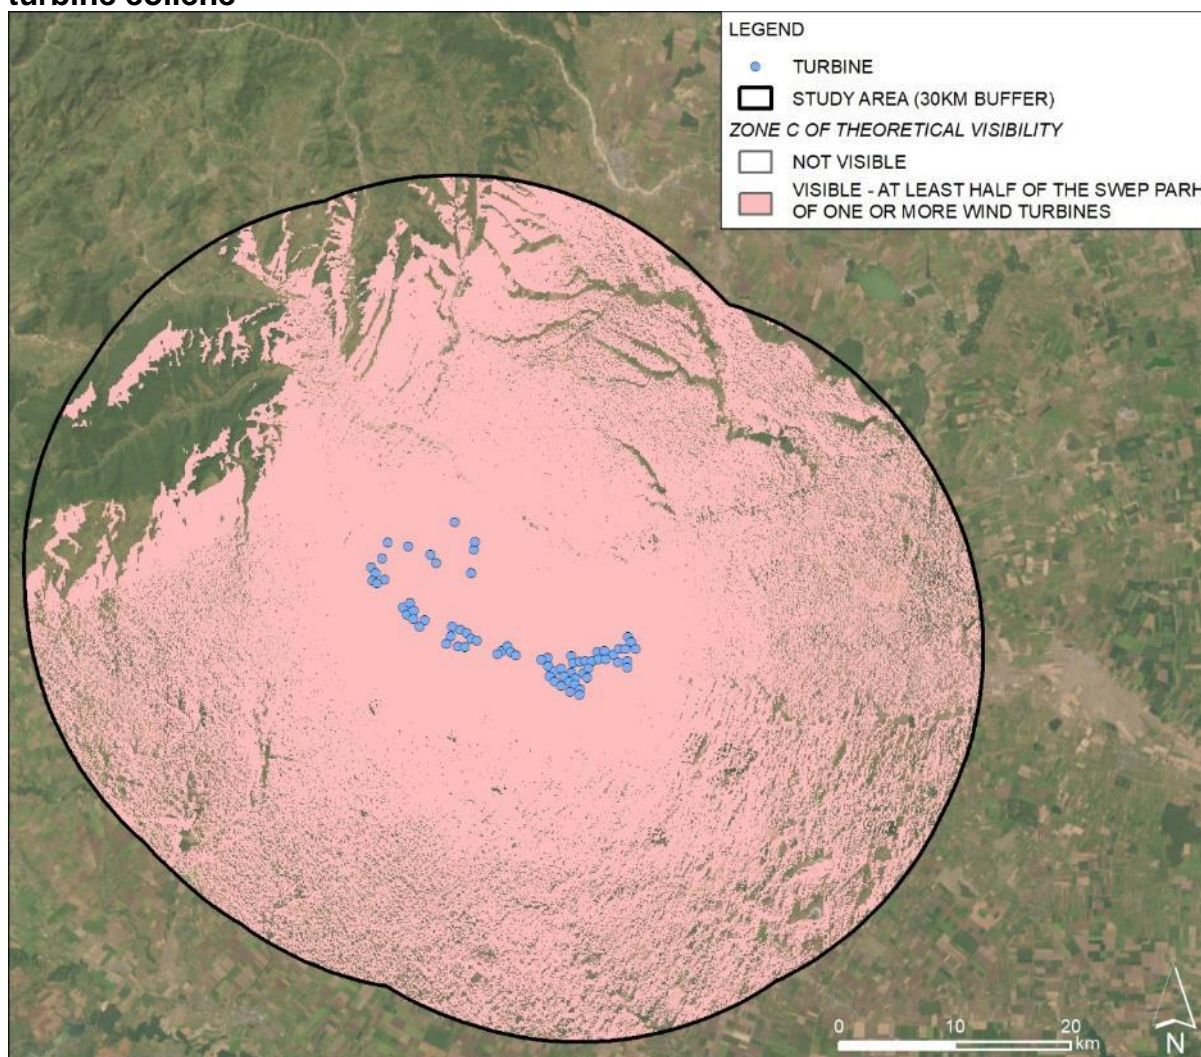 turbine eoliene
LEGEND
TURBINE
STUDY AREA (30KM BUFFER)
ZONE C OF THEORETICAL VISIBILITY
NOT VISIBLE
VISIBLE - AT LEAST HALF OF THE SWEP PARH
OF ONE OR MORE WIND TURBINES
0 10 20
km
N